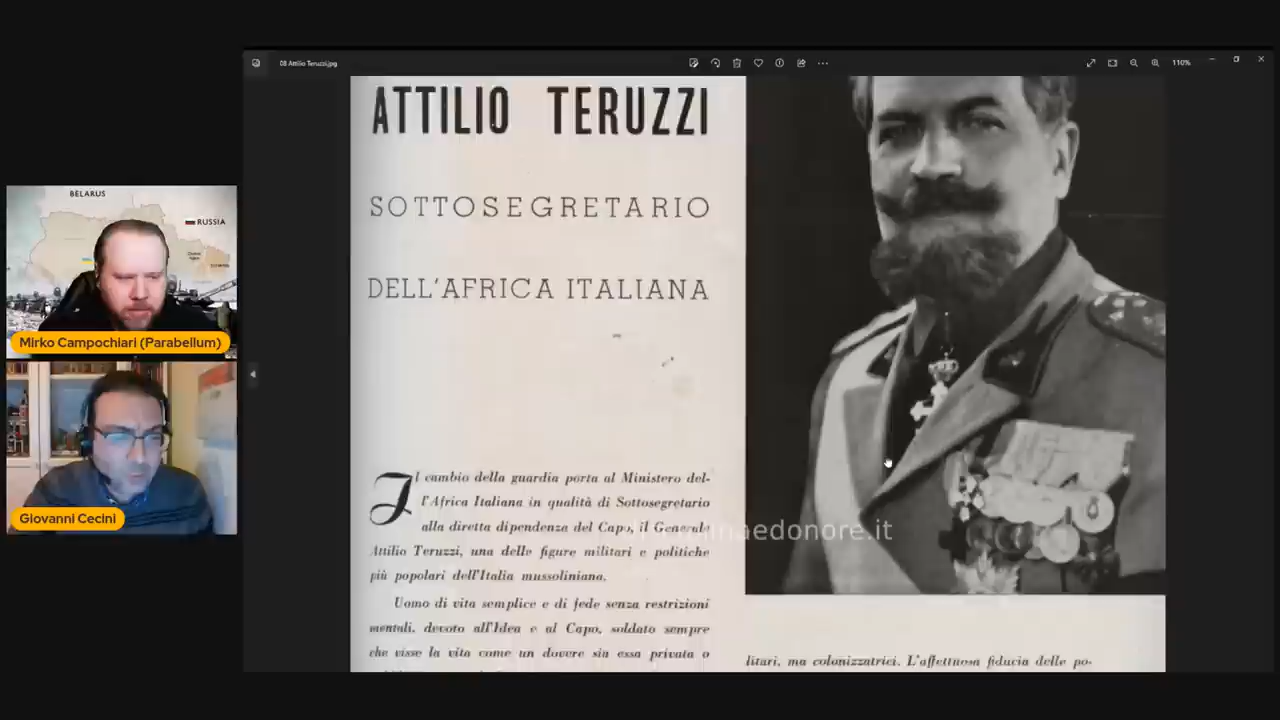 08 Attilio Teruzzi.jpg
110%
ATTILIO TERUZZI
SOTTOSEGRETARIO
DELL'AFRICA ITALIANA
Il cambio della guardia porta al Ministero del-
l'Africa Italiana in qualità di Sottosegretario
alla diretta dipendenza del Capo, il Generale
Attilio Teruzzi, una delle figure militari e politiche
più popolari dell'Italia mussoliniana.
Uomo di vita semplice e di fede senza restrizioni
mentali, devoto all'Idea e al Capo, soldato sempre
che visse la vita come un dovere sia essa privata o
litari, ma colonizzatrici. L'affettuosa fiducia delle po-
BELARUS
RUSSIA
Mirko Campochiari (Parabellum)
Giovanni Cecini